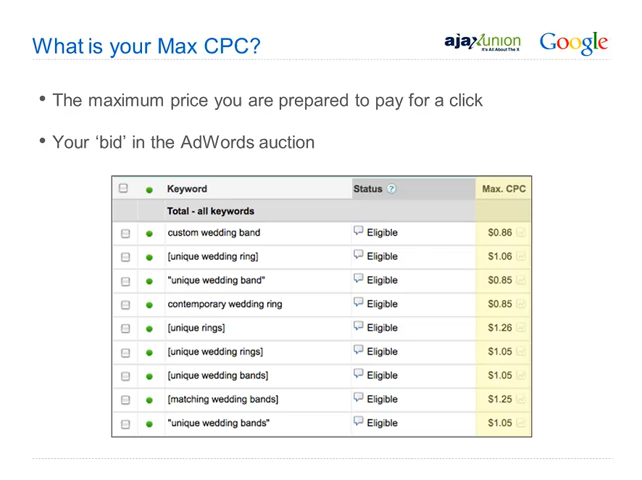 What is your Max CPC?
ajaxunion
It's All About The X
Google
• The maximum price you are prepared to pay for a click
• Your ‘bid’ in the AdWords auction
Keyword Status ? Max. CPC
Total - all keywords
custom wedding band Eligible $0.86
[unique wedding ring] Eligible $1.06
"unique wedding band" Eligible $0.85
contemporary wedding ring Eligible $0.85
[unique rings] Eligible $1.26
[unique wedding rings] Eligible $1.05
[unique wedding bands] Eligible $1.05
[matching wedding bands] Eligible $1.25
"unique wedding bands" Eligible $1.05